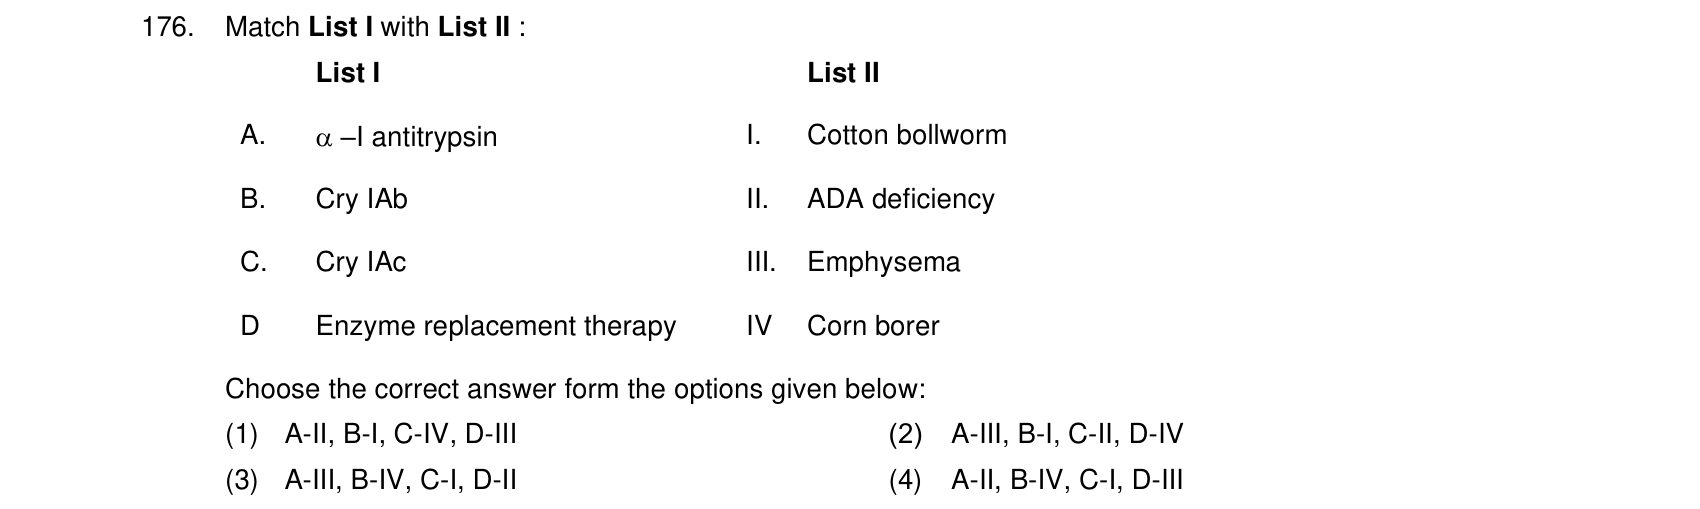 176. Match List I with List II :
List I List II
A. α –I antitrypsin I. Cotton bollworm
B. Cry IAb II. ADA deficiency
C. Cry IAc III. Emphysema
D Enzyme replacement therapy IV Corn borer
Choose the correct answer form the options given below:
(1) A-II, B-I, C-IV, D-III (2) A-III, B-I, C-II, D-IV
(3) A-III, B-IV, C-I, D-II (4) A-II, B-IV, C-I, D-III